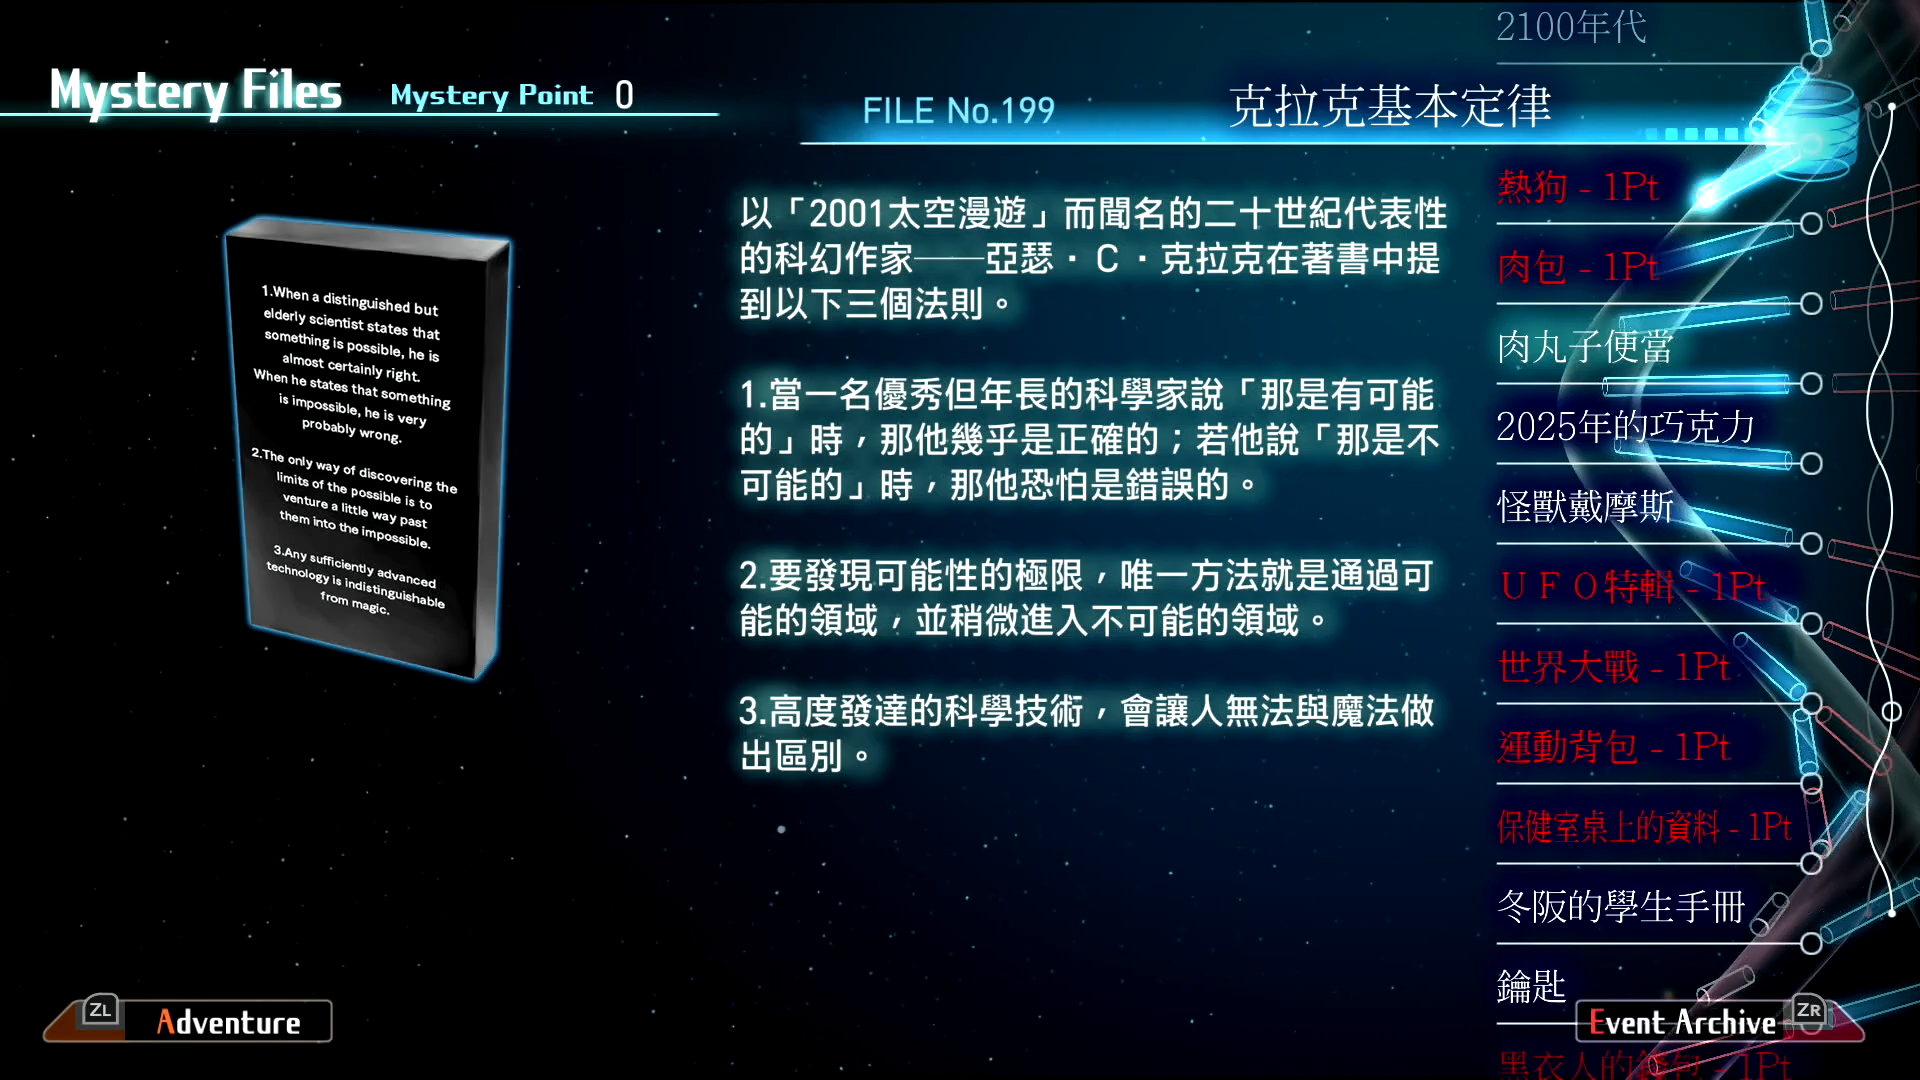 Mystery Files
Mystery Point 0
FILE No.199
克拉克基本定律
1.When a distinguished but
elderly scientist states that
something is possible, he is
almost certainly right.
When he states that something
is impossible, he is very
probably wrong.
2.The only way of discovering the
limits of the possible is to
venture a little way past
them into the impossible.
3.Any sufficiently advanced
technology is indistinguishable
from magic.
以「2001太空漫遊」而聞名的二十世紀代表性
的科幻作家——亞瑟・Ｃ・克拉克在著書中提
到以下三個法則。
1.當一名優秀但年長的科學家說「那是有可能
的」時，那他幾乎是正確的；若他說「那是不
可能的」時，那他恐怕是錯誤的。
2.要發現可能性的極限，唯一方法就是通過可
能的領域，並稍微進入不可能的領域。
3.高度發達的科學技術，會讓人無法與魔法做
出區別。
2100年代
熱狗 - 1Pt
肉包 - 1Pt
肉丸子便當
2025年的巧克力
怪獸戴摩斯
ＵＦＯ特輯 - 1Pt
世界大戰 - 1Pt
運動背包 - 1Pt
保健室桌上的資料 - 1Pt
冬阪的學生手冊
鑰匙
黑衣人的錢包 - 1Pt
ZL Adventure
Event Archive ZR